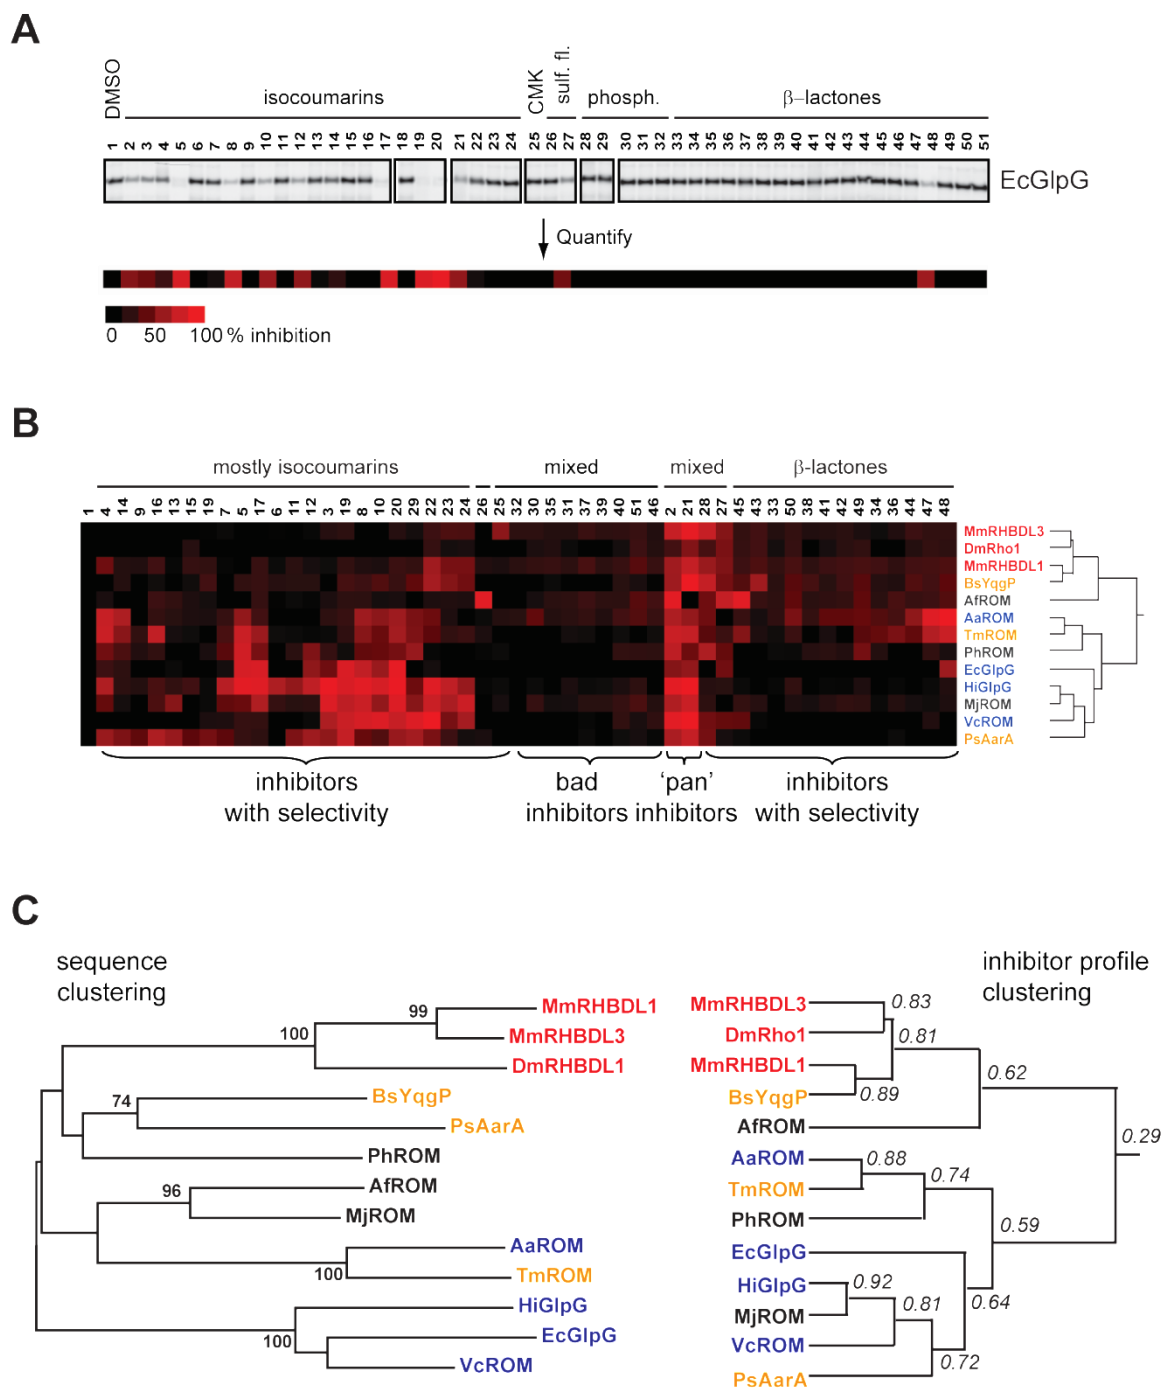 A
DMSO
isocoumarins
CMK
sulf. fl.
phosph.
β–lactones
1 2 3 4 5 6 7 8 9 10 11 12 13 14 15 16 17 18 19 20 21 22 23 24 25 26 27 28 29 30 31 32 33 34 35 36 37 38 39 40 41 42 43 44 45 46 47 48 49 50 51
EcGlpG
Quantify
0 50 100 % inhibition
B
mostly isocoumarins
mixed
mixed
β-lactones
1 4 14 9 16 13 15 19 7 5 17 6 11 12 3 19 8 10 20 29 22 23 24 26 25 32 30 35 31 37 39 40 51 46 2 21 28 27 45 43 33 50 38 41 42 49 34 36 44 47 48
MmRHBDL3
DmRho1
MmRHBDL1
BsYqgP
AfROM
AaROM
TmROM
PhROM
EcGlpG
HiGlpG
MjROM
VcROM
PsAarA
inhibitors
with selectivity
bad
inhibitors
'pan'
inhibitors
inhibitors
with selectivity
C
sequence
clustering
99
MmRHBDL1
100
MmRHBDL3
DmRHBDL1
74
BsYqgP
PsAarA
PhROM
96
AfROM
MjROM
AaROM
100
TmROM
HiGlpG
100
EcGlpG
VcROM
inhibitor profile
clustering
MmRHBDL3
0.83
DmRho1
0.81
MmRHBDL1
0.62
BsYqgP
0.89
AfROM
0.29
AaROM
0.88
0.74
TmROM
PhROM
0.59
EcGlpG
HiGlpG
0.92
0.81
0.64
MjROM
VcROM
0.72
PsAarA